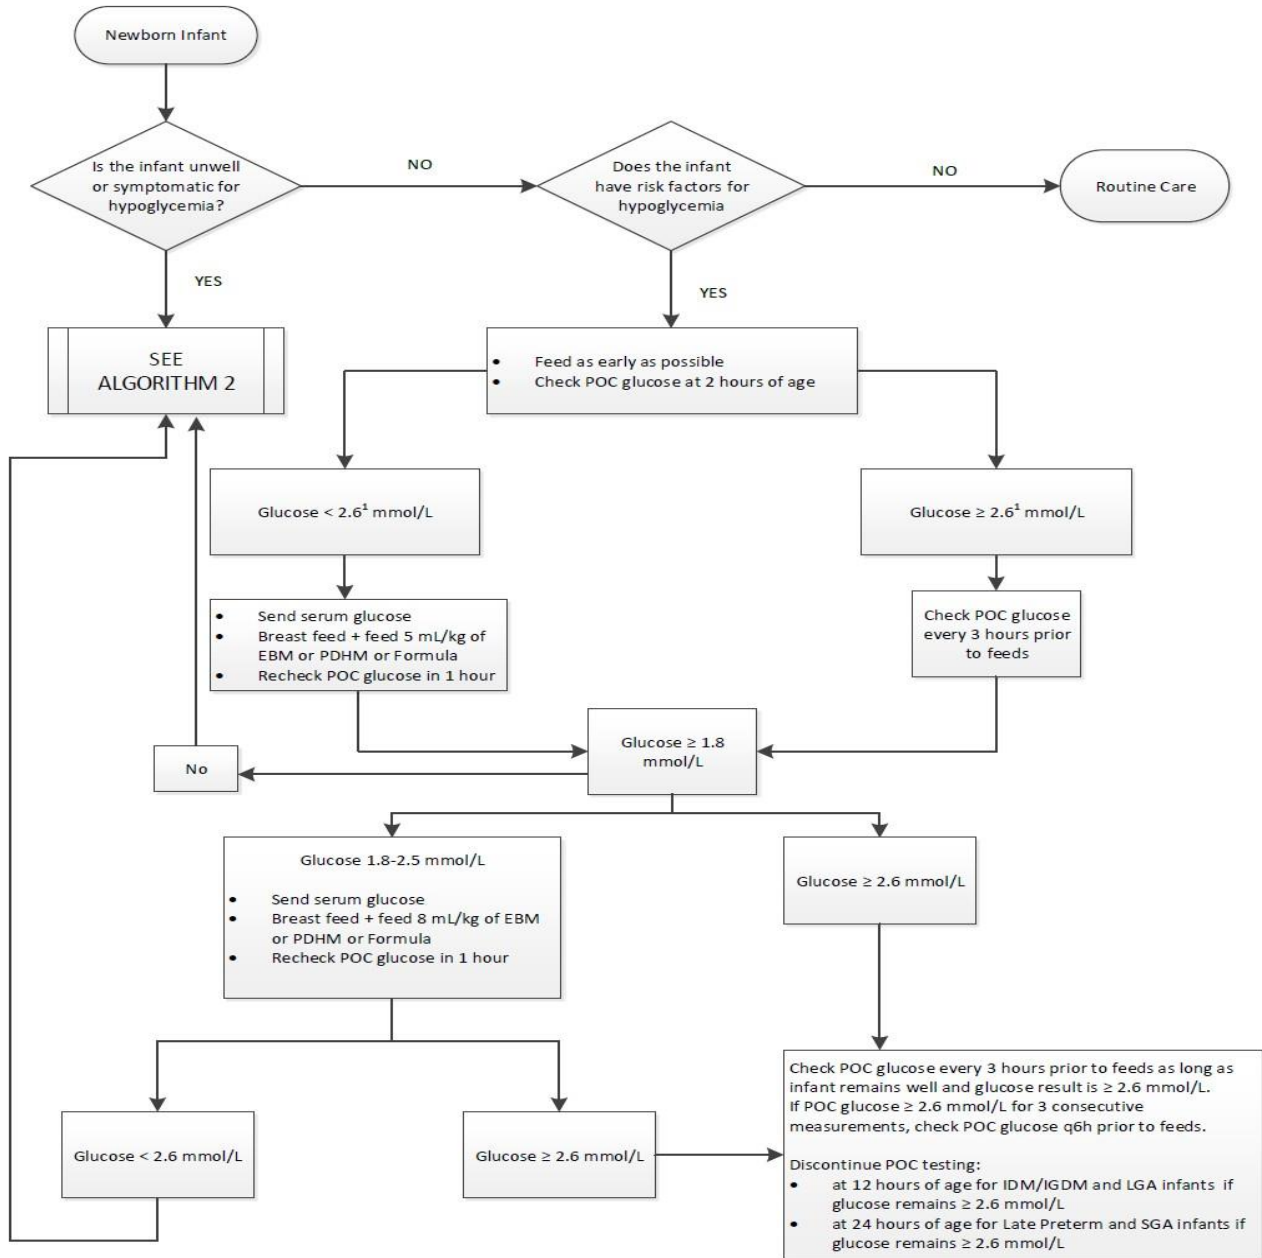 Newborn Infant
Is the infant unwell
or symptomatic for
hypoglycemia?
NO
Does the infant
have risk factors for
hypoglycemia
NO
Routine Care
YES
YES
SEE
ALGORITHM 2
• Feed as early as possible
• Check POC glucose at 2 hours of age
Glucose < 2.6¹ mmol/L
Glucose ≥ 2.6¹ mmol/L
• Send serum glucose
• Breast feed + feed 5 mL/kg of
EBM or PDHM or Formula
• Recheck POC glucose in 1 hour
Check POC glucose
every 3 hours prior
to feeds
Glucose ≥ 1.8
mmol/L
No
Glucose 1.8-2.5 mmol/L
• Send serum glucose
• Breast feed + feed 8 mL/kg of EBM
or PDHM or Formula
• Recheck POC glucose in 1 hour
Glucose ≥ 2.6 mmol/L
Glucose < 2.6 mmol/L
Glucose ≥ 2.6 mmol/L
Check POC glucose every 3 hours prior to feeds as long as
infant remains well and glucose result is ≥ 2.6 mmol/L.
If POC glucose ≥ 2.6 mmol/L for 3 consecutive
measurements, check POC glucose q6h prior to feeds.
Discontinue POC testing:
• at 12 hours of age for IDM/IGDM and LGA infants if
glucose remains ≥ 2.6 mmol/L
• at 24 hours of age for Late Preterm and SGA infants if
glucose remains ≥ 2.6 mmol/L